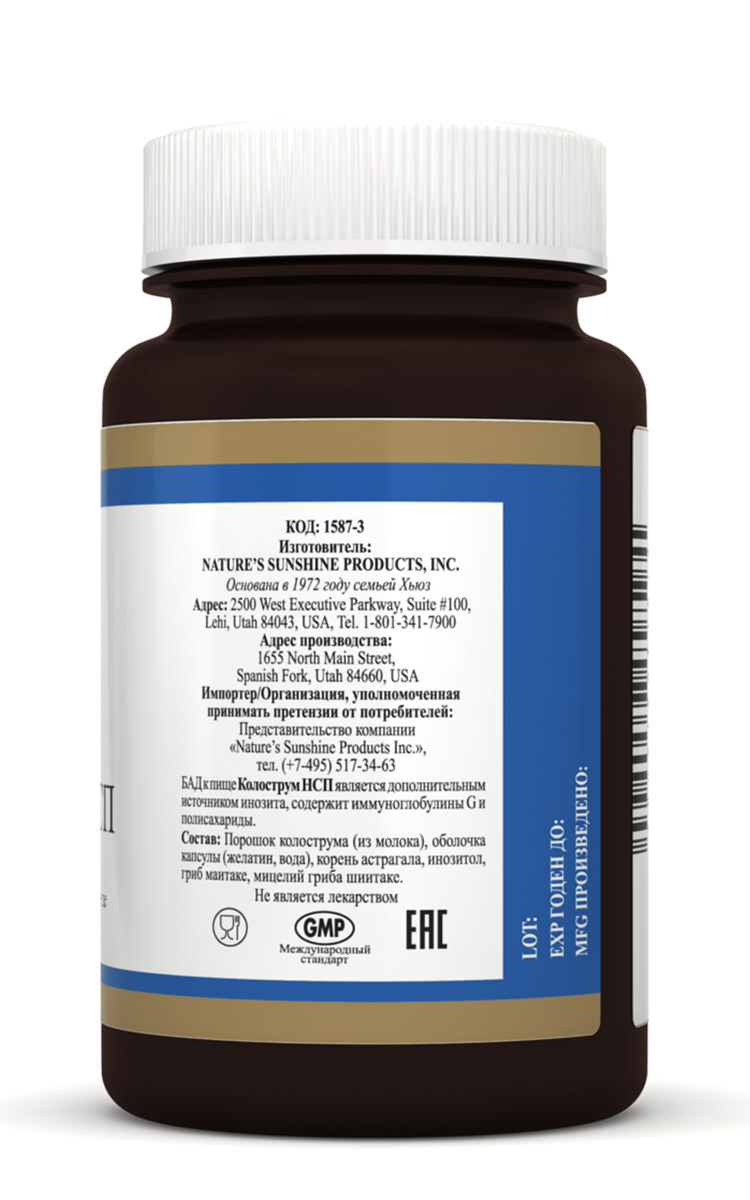 КОД: 1587-3
Изготовитель:
NATURE'S SUNSHINE PRODUCTS, INC.
Основана в 1972 году семьей Хьюз
Адрес: 2500 West Executive Parkway, Suite #100,
Lehi, Utah 84043, USA, Tel. 1-801-341-7900
Адрес производства:
1655 North Main Street,
Spanish Fork, Utah 84660, USA
Импортер/Организация, уполномоченная
принимать претензии от потребителей:
Представительство компании
«Nature's Sunshine Products Inc.»,
тел. (+7-495) 517-34-63
БАД к пище Колострум НСП является дополнительным
источником инозита, содержит иммуноглобулины G и
полисахариды.
Состав: Порошок колострума (из молока), оболочка
капсулы (желатин, вода), корень астрагала, инозитол,
гриб маитаке, мицелий гриба шиитаке.
Не является лекарством
GMP
Международный
стандарт
EAC
LOT:
EXP ГОДЕН ДО:
MFG ПРОИЗВЕДЕНО: